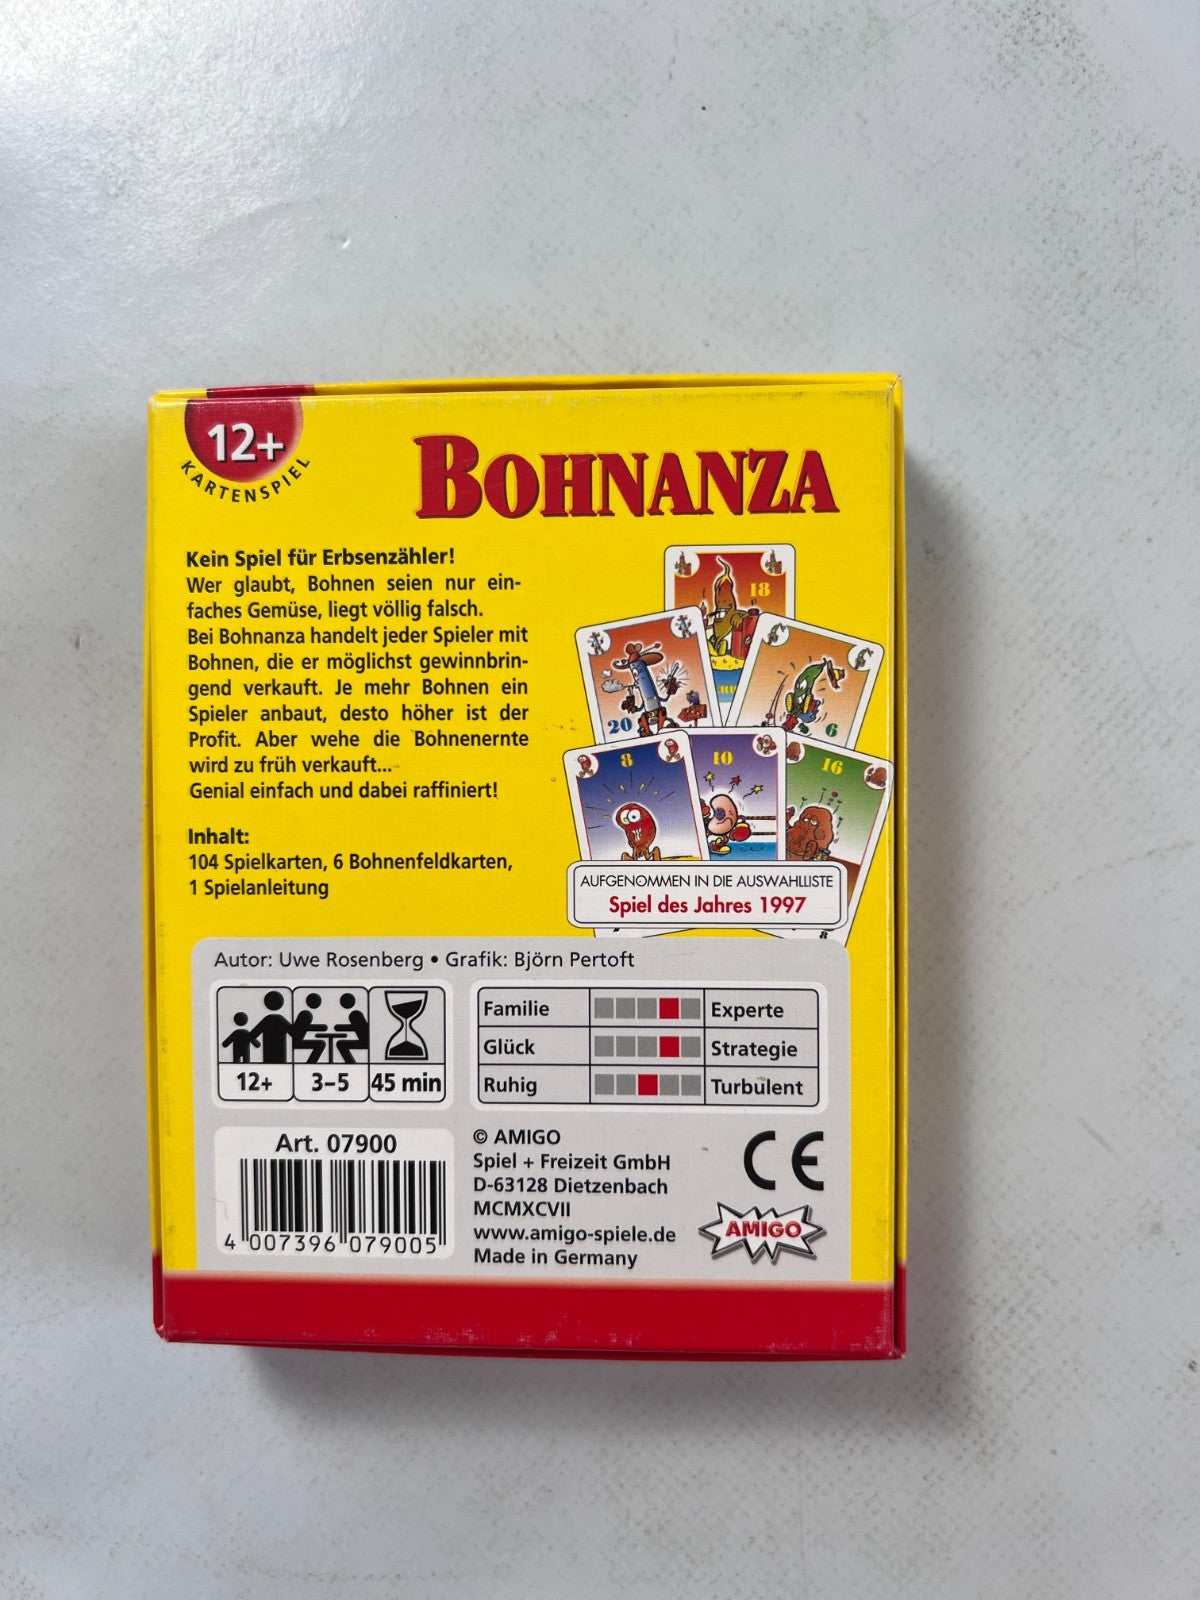 12+
KARTENSPIEL
BOHNANZA
Kein Spiel für Erbsenzähler!
Wer glaubt, Bohnen seien nur ein-
faches Gemüse, liegt völlig falsch.
Bei Bohnanza handelt jeder Spieler mit
Bohnen, die er möglichst gewinnbrin-
gend verkauft. Je mehr Bohnen ein
Spieler anbaut, desto höher ist der
Profit. Aber wehe die Bohnenernte
wird zu früh verkauft...
Genial einfach und dabei raffiniert!
Inhalt:
104 Spielkarten, 6 Bohnenfeldkarten,
1 Spielanleitung
18
20
6
8
10
16
AUFGENOMMEN IN DIE AUSWAHLLISTE
Spiel des Jahres 1997
8
Autor: Uwe Rosenberg • Grafik: Björn Pertoft
12+ 3–5 45 min
Familie Experte
Glück Strategie
Ruhig Turbulent
Art. 07900
4 007396 079005
© AMIGO
Spiel + Freizeit GmbH
D-63128 Dietzenbach
MCMXCVII
www.amigo-spiele.de
Made in Germany
CE
AMIGO